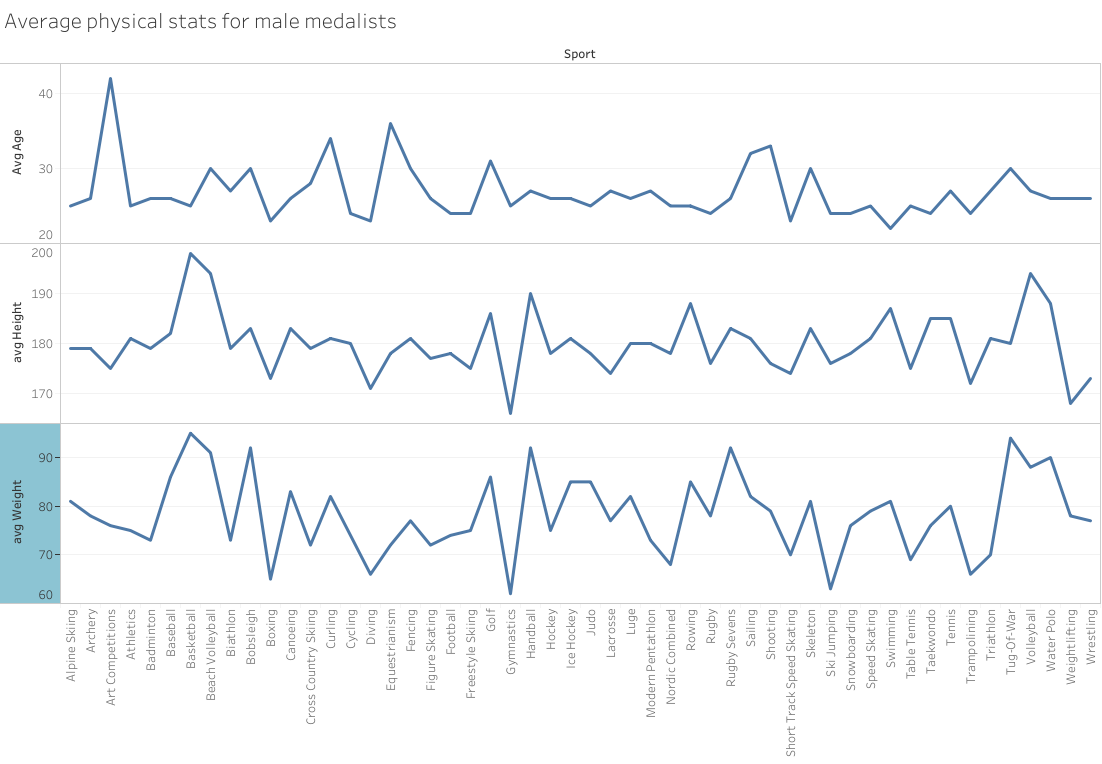 Average physical stats for male medalists
Sport
Avg Age
40
30
20
avg Height
200
190
180
170
avg Weight
90
80
70
60
Alpine Skiing
Archery
Art Competitions
Athletics
Badminton
Baseball
Basketball
Beach Volleyball
Biathlon
Bobsleigh
Boxing
Canoeing
Cross Country Skiing
Curling
Cycling
Diving
Equestrianism
Fencing
Figure Skating
Football
Freestyle Skiing
Golf
Gymnastics
Handball
Hockey
Ice Hockey
Judo
Lacrosse
Luge
Modern Pentathlon
Nordic Combined
Rowing
Rugby
Rugby Sevens
Sailing
Shooting
Short Track Speed Skating
Skeleton
Ski Jumping
Snowboarding
Speed Skating
Swimming
Table Tennis
Taekwondo
Tennis
Trampolining
Triathlon
Tug-Of-War
Volleyball
Water Polo
Weightlifting
Wrestling